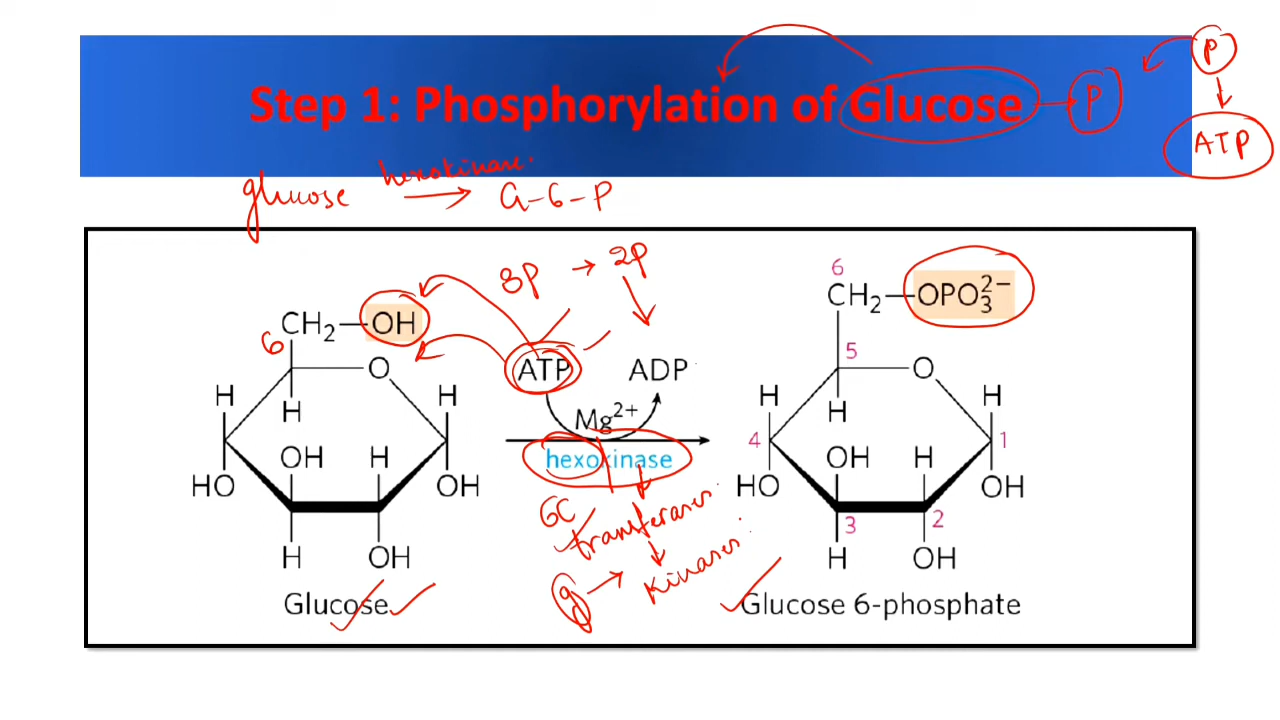 Step 1: Phosphorylation of Glucose P
P
ATP
glucose hexokinase G-6-P
3P → 2P
6 CH2—OH
O
H H
H
OH H
HO OH
H OH
Glucose
ATP ADP
Mg2+
hexokinase
6C transferases
kinases
6
CH2—OPO3 2−
5
O
H H
H
4 1
OH H
HO OH
3 2
H OH
Glucose 6-phosphate